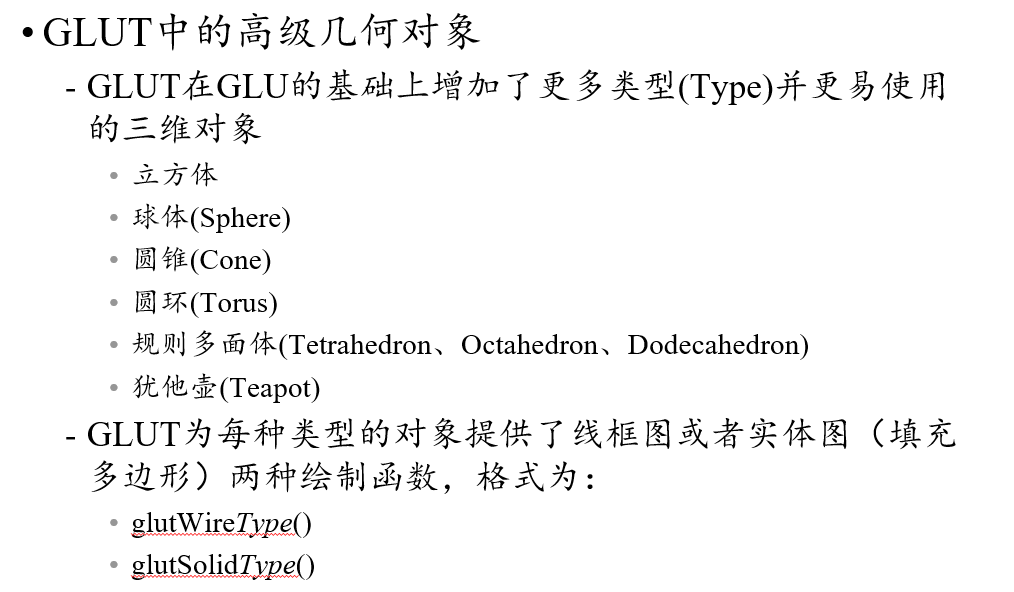 • GLUT中的高级几何对象
- GLUT在GLU的基础上增加了更多类型(Type)并更易使用
的三维对象
• 立方体
• 球体(Sphere)
• 圆锥(Cone)
• 圆环(Torus)
• 规则多面体(Tetrahedron、Octahedron、Dodecahedron)
• 犹他壶(Teapot)
- GLUT为每种类型的对象提供了线框图或者实体图（填充
多边形）两种绘制函数，格式为：
• glutWireType()
• glutSolidType()